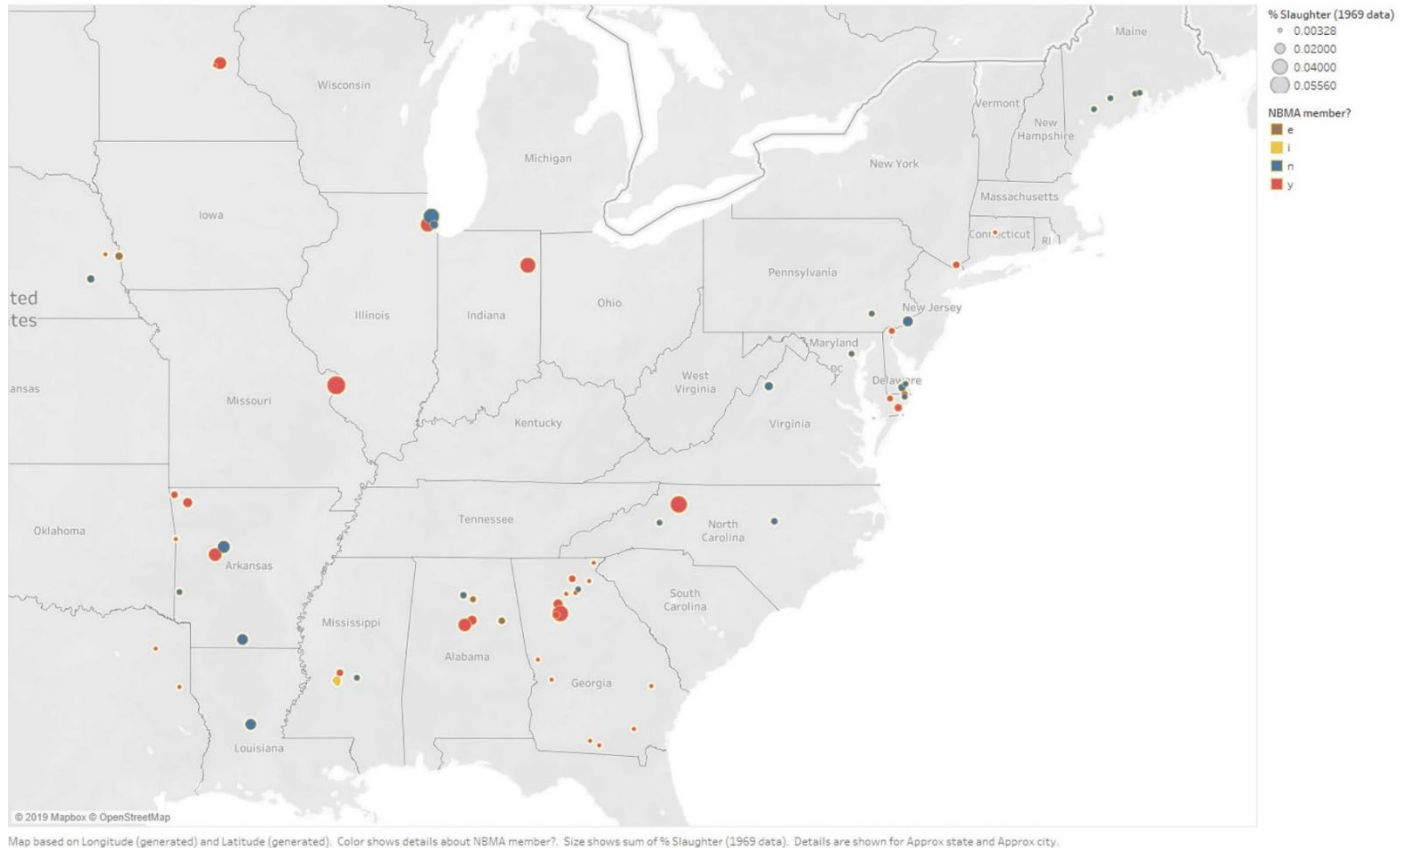 Maine
Wisconsin
Vermont
New
Hampshire
Michigan
New York
Massachusetts
Iowa
Connecticut
RI
Pennsylvania
ted
tes
Ohio
New Jersey
Illinois
Indiana
Maryland
DC
West
Virginia
Delaware
ansas
Missouri
Kentucky
Virginia
Oklahoma
Tennessee
North
Carolina
Arkansas
South
Carolina
Mississippi
Alabama
Georgia
Louisiana
© 2019 Mapbox © OpenStreetMap
% Slaughter (1969 data)
0.00328
0.02000
0.04000
0.05560
NBMA member?
e
i
n
y
Map based on Longitude (generated) and Latitude (generated). Color shows details about NBMA member?. Size shows sum of % Slaughter (1969 data). Details are shown for Approx state and Approx city.